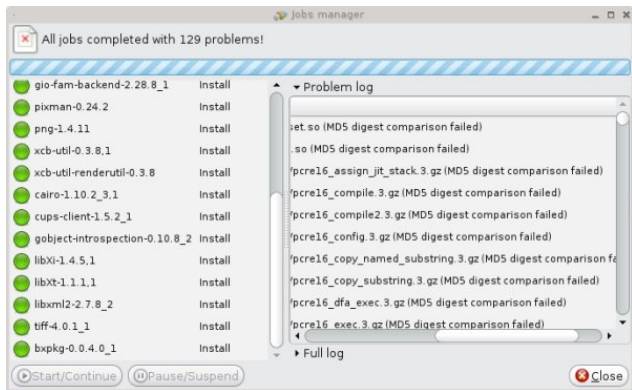 jobs manager
All jobs completed with 129 problems!
gio-fam-backend-2.28.8_1 Install
pixman-0.24.2 Install
png-1.4.11 Install
xcb-util-0.3.8,1 Install
xcb-util-renderutil-0.3.8 Install
cairo-1.10.2_3,1 Install
cups-client-1.5.2_1 Install
gobject-introspection-0.10.8_2 Install
libXi-1.4.5,1 Install
libXt-1.1.1,1 Install
libxml2-2.7.8_2 Install
tiff-4.0.1_1 Install
bxpkg-0.0.4.0_1 Install
Problem log
set.so (MD5 digest comparison failed)
.so (MD5 digest comparison failed)
/pcre16_assign_jit_stack.3.gz (MD5 digest comparison failed)
/pcre16_compile.3.gz (MD5 digest comparison failed)
/pcre16_compile2.3.gz (MD5 digest comparison failed)
/pcre16_config.3.gz (MD5 digest comparison failed)
/pcre16_copy_named_substring.3.gz (MD5 digest comparison fa
/pcre16_copy_substring.3.gz (MD5 digest comparison failed)
/pcre16_dfa_exec.3.gz (MD5 digest comparison failed)
/pcre16_exec.3.gz (MD5 digest comparison failed)
Full log
Start/Continue Pause/Suspend Close